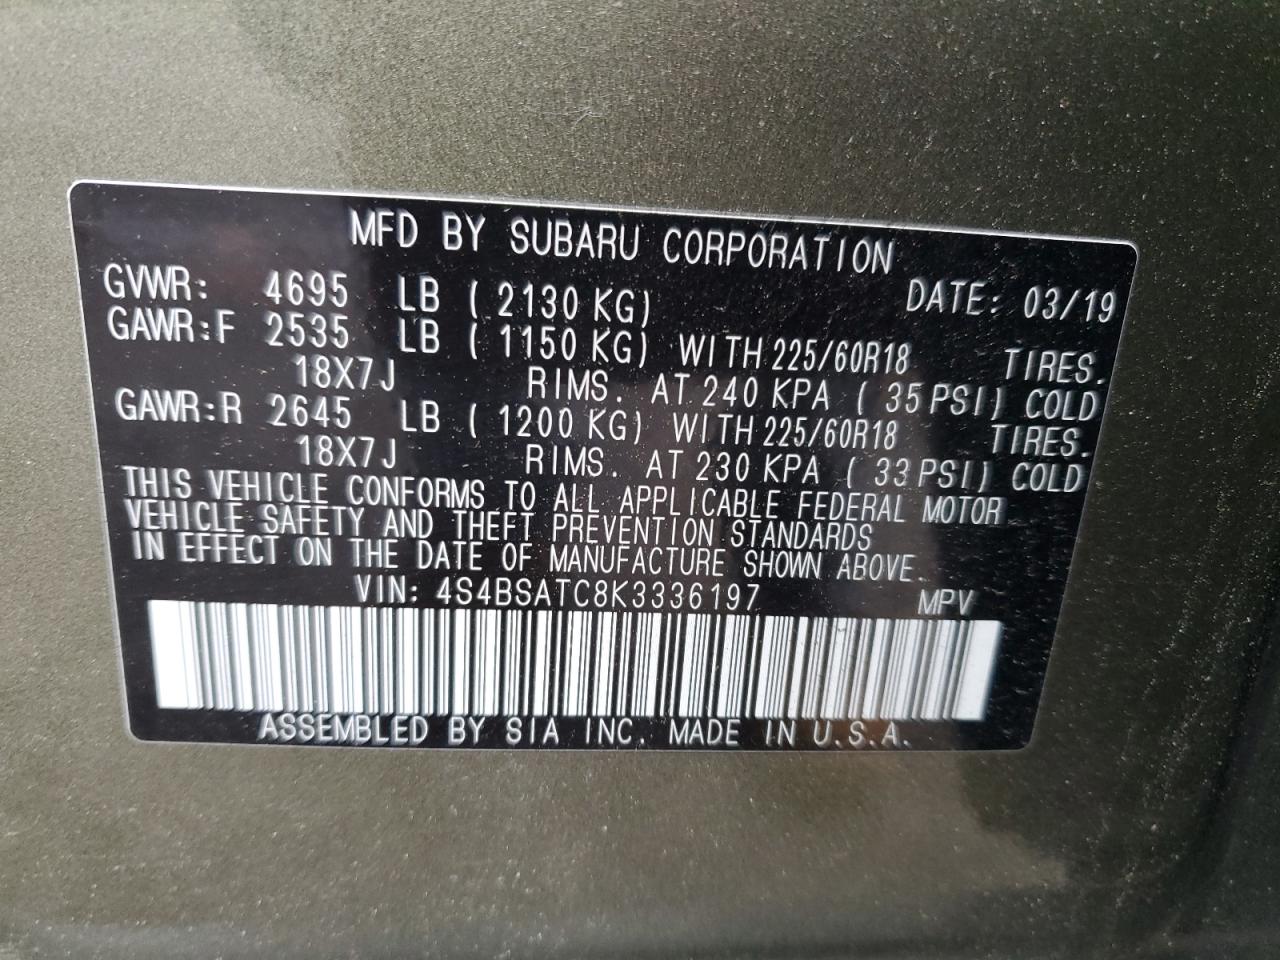 MFD BY SUBARU CORPORATION
GVWR: 4695 LB ( 2130 KG) DATE: 03/19
GAWR:F 2535 LB ( 1150 KG) WITH 225/60R18 TIRES.
18X7J RIMS. AT 240 KPA ( 35 PSI) COLD
GAWR:R 2645 LB ( 1200 KG) WITH 225/60R18 TIRES.
18X7J RIMS. AT 230 KPA ( 33 PSI) COLD
THIS VEHICLE CONFORMS TO ALL APPLICABLE FEDERAL MOTOR
VEHICLE SAFETY AND THEFT PREVENTION STANDARDS
IN EFFECT ON THE DATE OF MANUFACTURE SHOWN ABOVE.
VIN: 4S4BSATC8K3336197 MPV
ASSEMBLED BY SIA INC. MADE IN U.S.A.